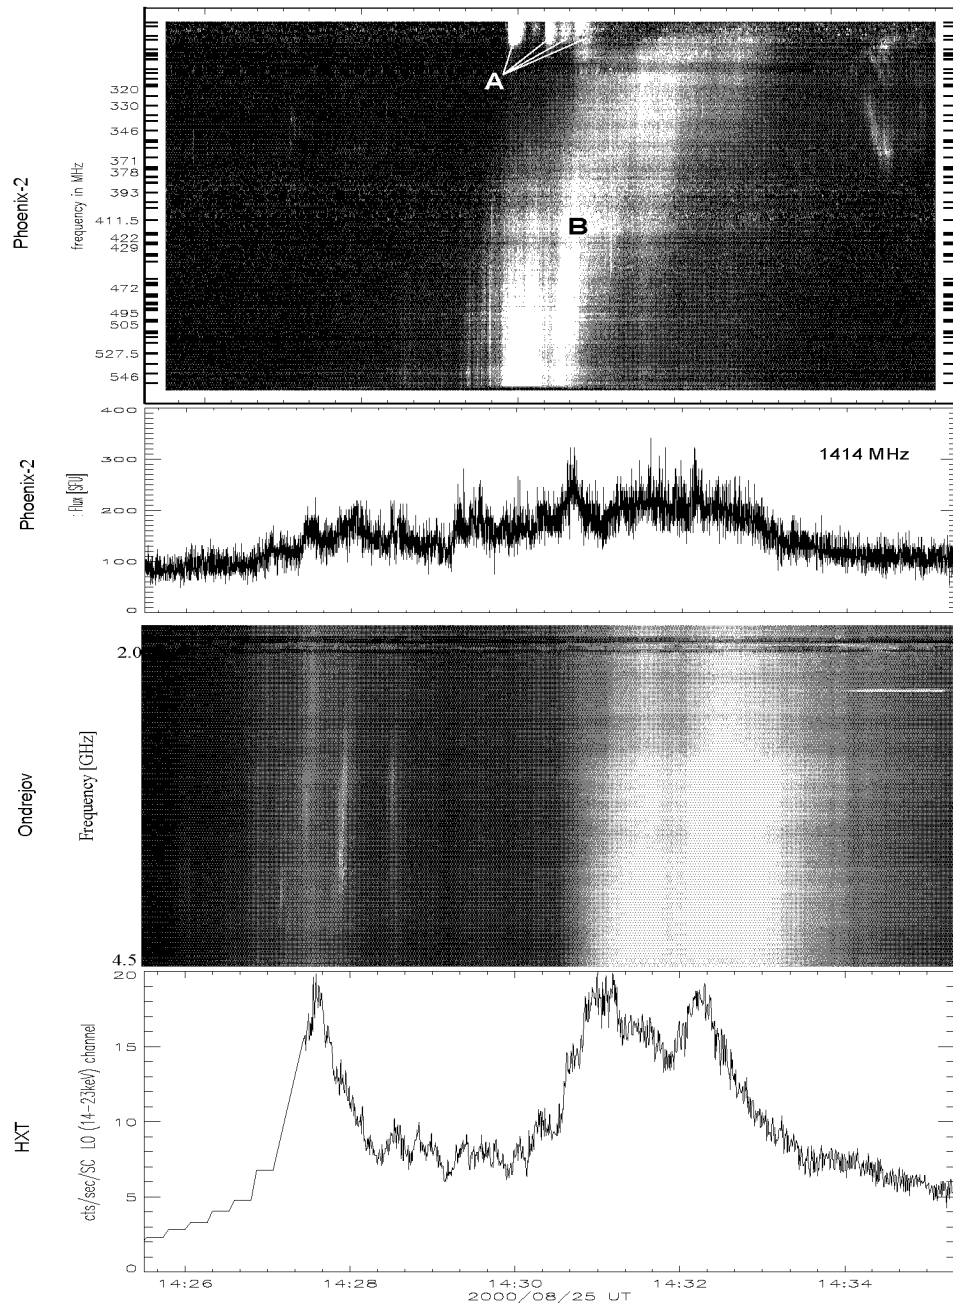 Phoenix-2
frequency in MHz
320
330
346
371
378
393
411.5
422
429
472
495
505
527.5
546
A
B
Phoenix-2
: Flux [SFU]
400
300
200
100
0
1414 MHz
Ondrejov
Frequency [GHz]
2.0
4.5
HXT
cts/sec/SC LO (14-23keV) channel
20
15
10
5
0
14:26 14:28 14:30 14:32 14:34
2000/08/25 UT